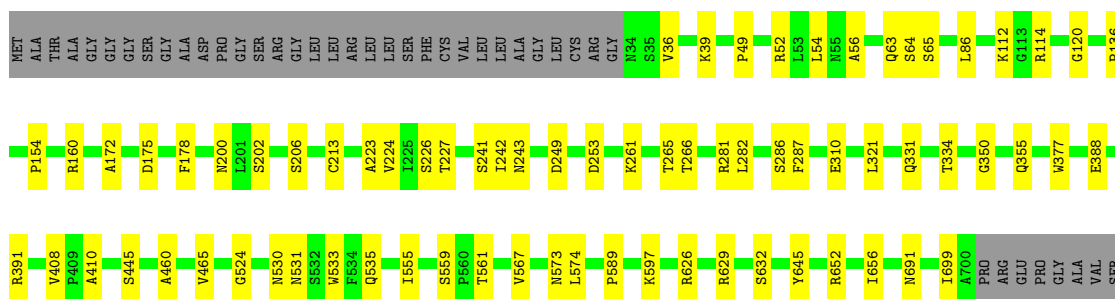 MET ALA THR ALA GLY GLY GLY SER GLY ALA ASP PRO GLY SER ARG GLY LEU LEU ARG LEU LEU SER PHE CYS VAL LEU LEU ALA GLY LEU CYS ARG GLY N34 S35 V36 K39 P49 R52 L53 L54 N55 A56 Q63 S64 S65 L86 K112 G113 R114 G120 R136
P154 R160 A172 D175 F178 N200 L201 S202 S206 C213 A223 V224 I225 S226 T227 S241 I242 N243 D249 D253 K261 T265 T266 R281 L282 S286 F287 E310 L321 Q331 T334 G350 Q355 W377 E388
R391 V408 P409 A410 S445 A460 V465 G524 N530 N531 S532 W533 F534 Q535 I555 S559 P560 T561 V567 N573 L574 P589 K597 R626 R629 S632 Y645 R652 I656 N691 I699 A700 PRO ARG GLU PRO GLY ALA VAL SER